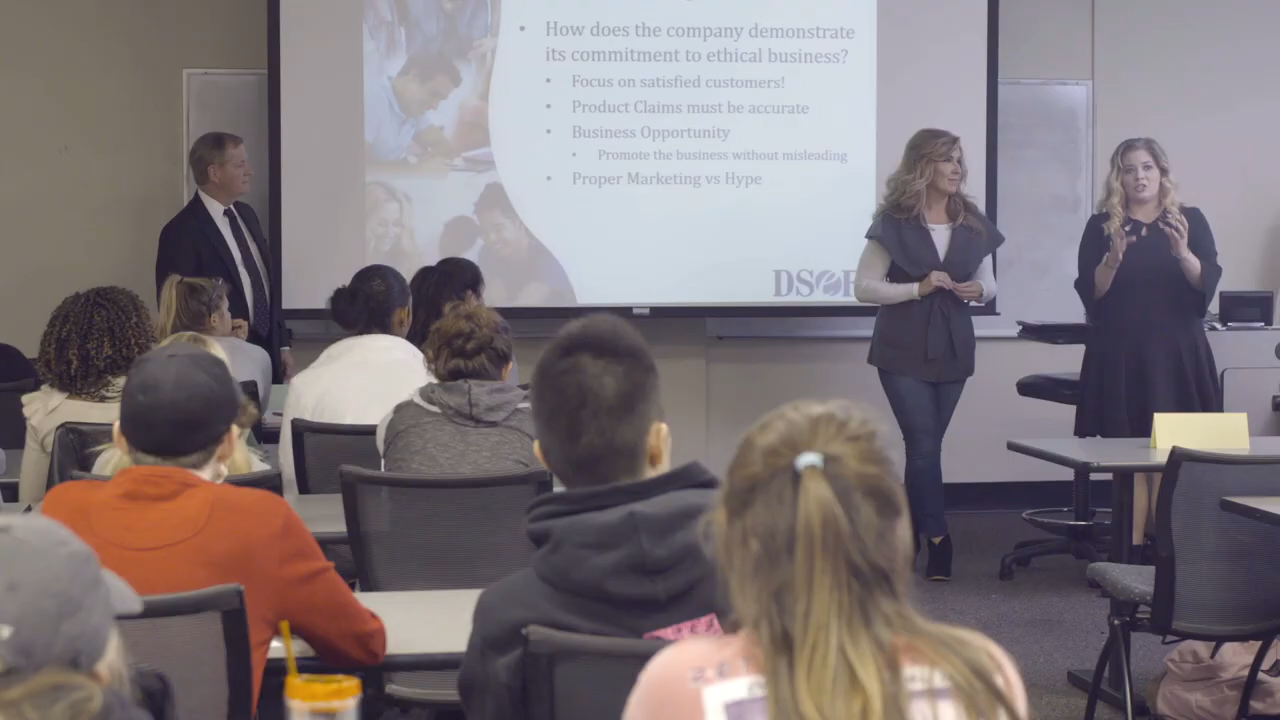 How does the company demonstrate
its commitment to ethical business?
Focus on satisfied customers!
Product Claims must be accurate
Business Opportunity
Promote the business without misleading
Proper Marketing vs Hype